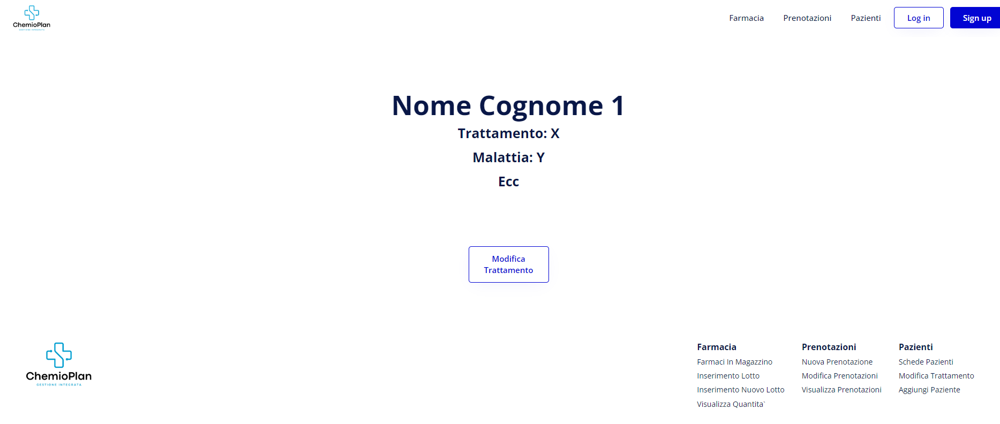 ChemioPlan
GESTIONE INTEGRATA
Farmacia
Prenotazioni
Pazienti
Log in
Sign up
Nome Cognome 1
Trattamento: X
Malattia: Y
Ecc
Modifica
Trattamento
ChemioPlan
GESTIONE INTEGRATA
Farmacia
Farmaci In Magazzino
Inserimento Lotto
Inserimento Nuovo Lotto
Visualizza Quantita`
Prenotazioni
Nuova Prenotazione
Modifica Prenotazioni
Visualizza Prenotazioni
Pazienti
Schede Pazienti
Modifica Trattamento
Aggiungi Paziente